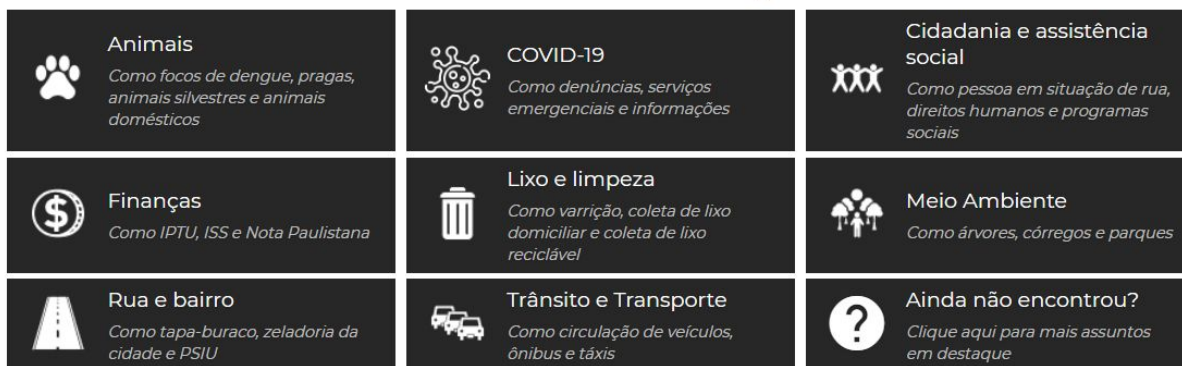 Animais
Como focos de dengue, pragas,
animais silvestres e animais
domésticos
COVID-19
Como denúncias, serviços
emergenciais e informações
Cidadania e assistência
social
Como pessoa em situação de rua,
direitos humanos e programas
sociais
Finanças
Como IPTU, ISS e Nota Paulistana
Lixo e limpeza
Como varrição, coleta de lixo
domiciliar e coleta de lixo
reciclável
Meio Ambiente
Como árvores, córregos e parques
Rua e bairro
Como tapa-buraco, zeladoria da
cidade e PSIU
Trânsito e Transporte
Como circulação de veículos,
ônibus e táxis
Ainda não encontrou?
Clique aqui para mais assuntos
em destaque